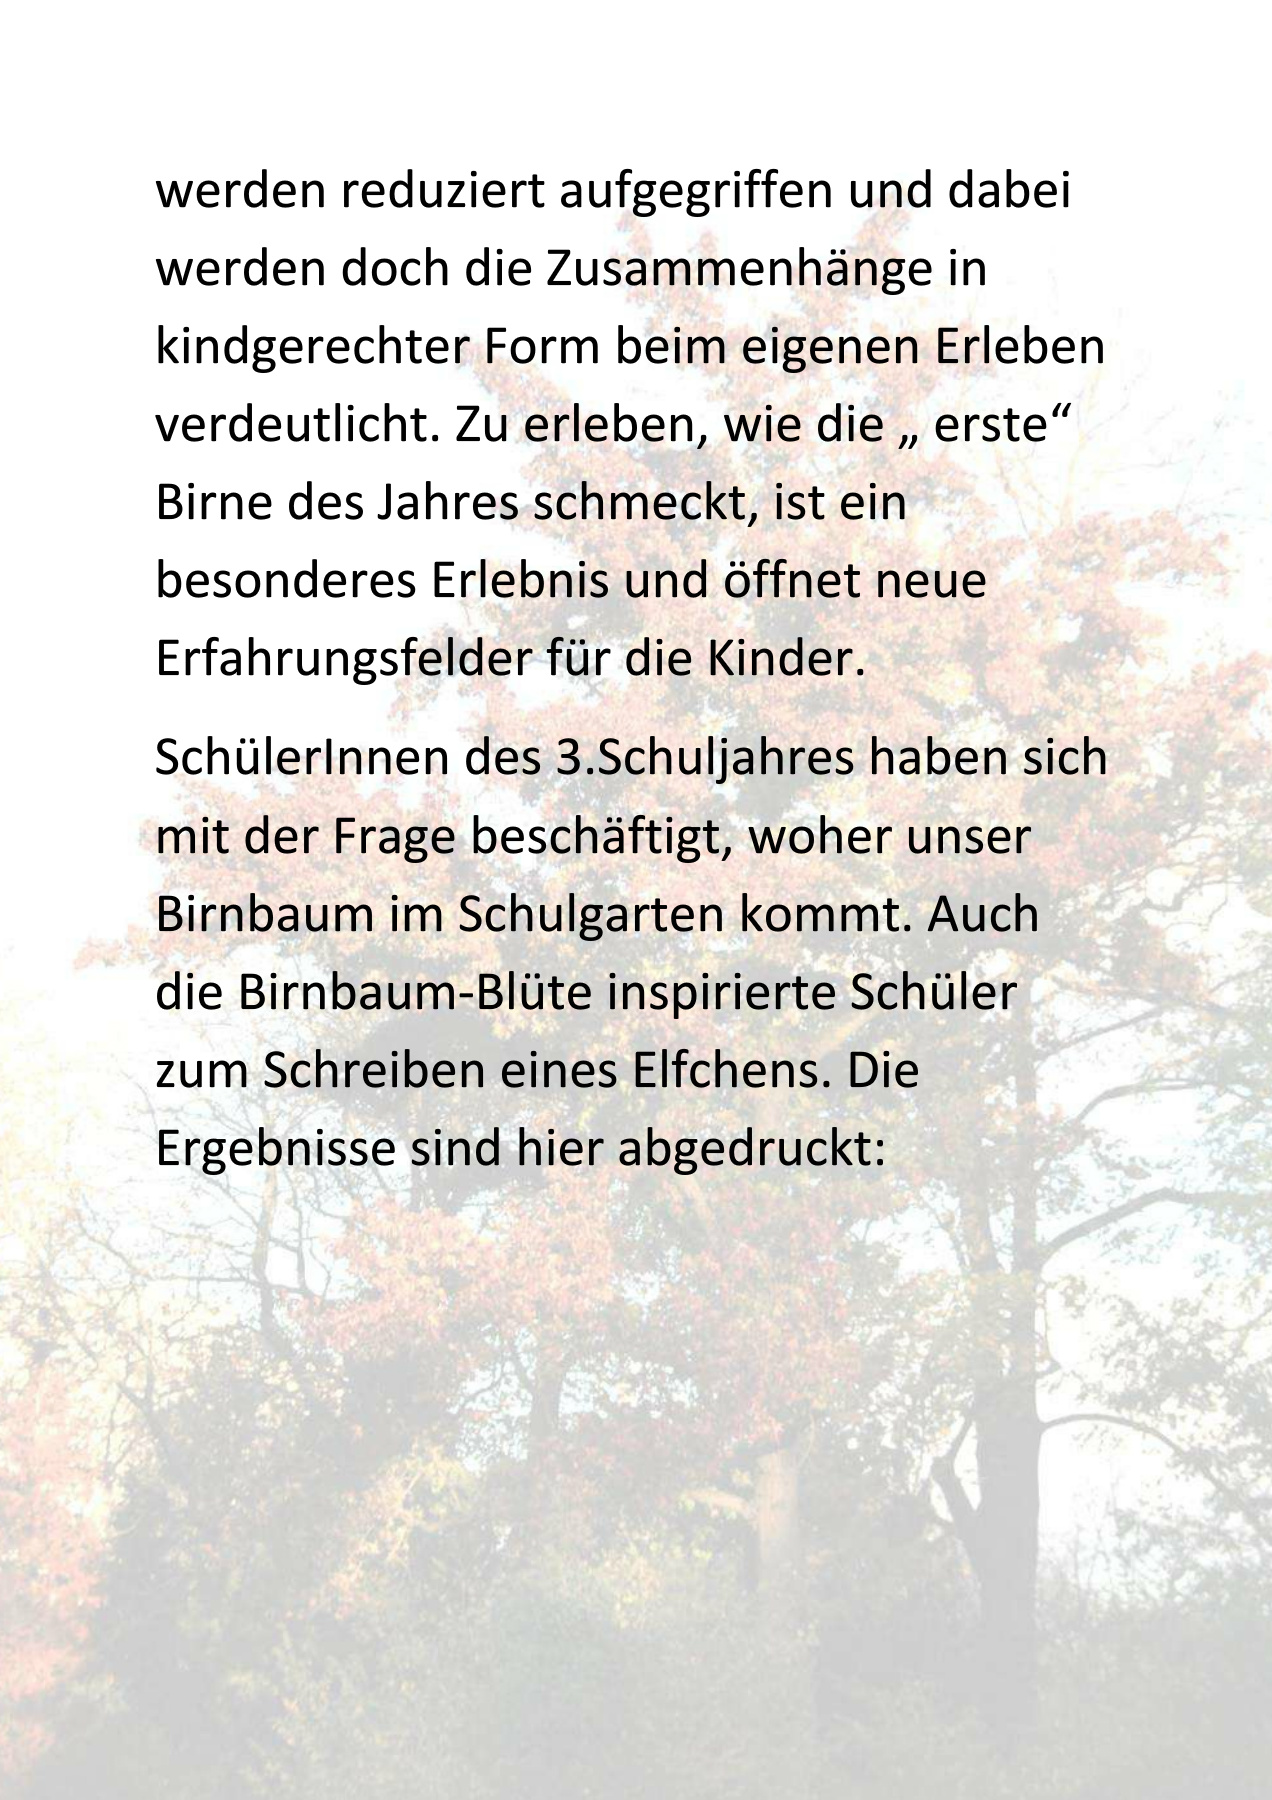 werden reduziert aufgegriffen und dabei
werden doch die Zusammenhänge in
kindgerechter Form beim eigenen Erleben
verdeutlicht. Zu erleben, wie die „ erste“
Birne des Jahres schmeckt, ist ein
besonderes Erlebnis und öffnet neue
Erfahrungsfelder für die Kinder.
SchülerInnen des 3.Schuljahres haben sich
mit der Frage beschäftigt, woher unser
Birnbaum im Schulgarten kommt. Auch
die Birnbaum-Blüte inspirierte Schüler
zum Schreiben eines Elfchens. Die
Ergebnisse sind hier abgedruckt: